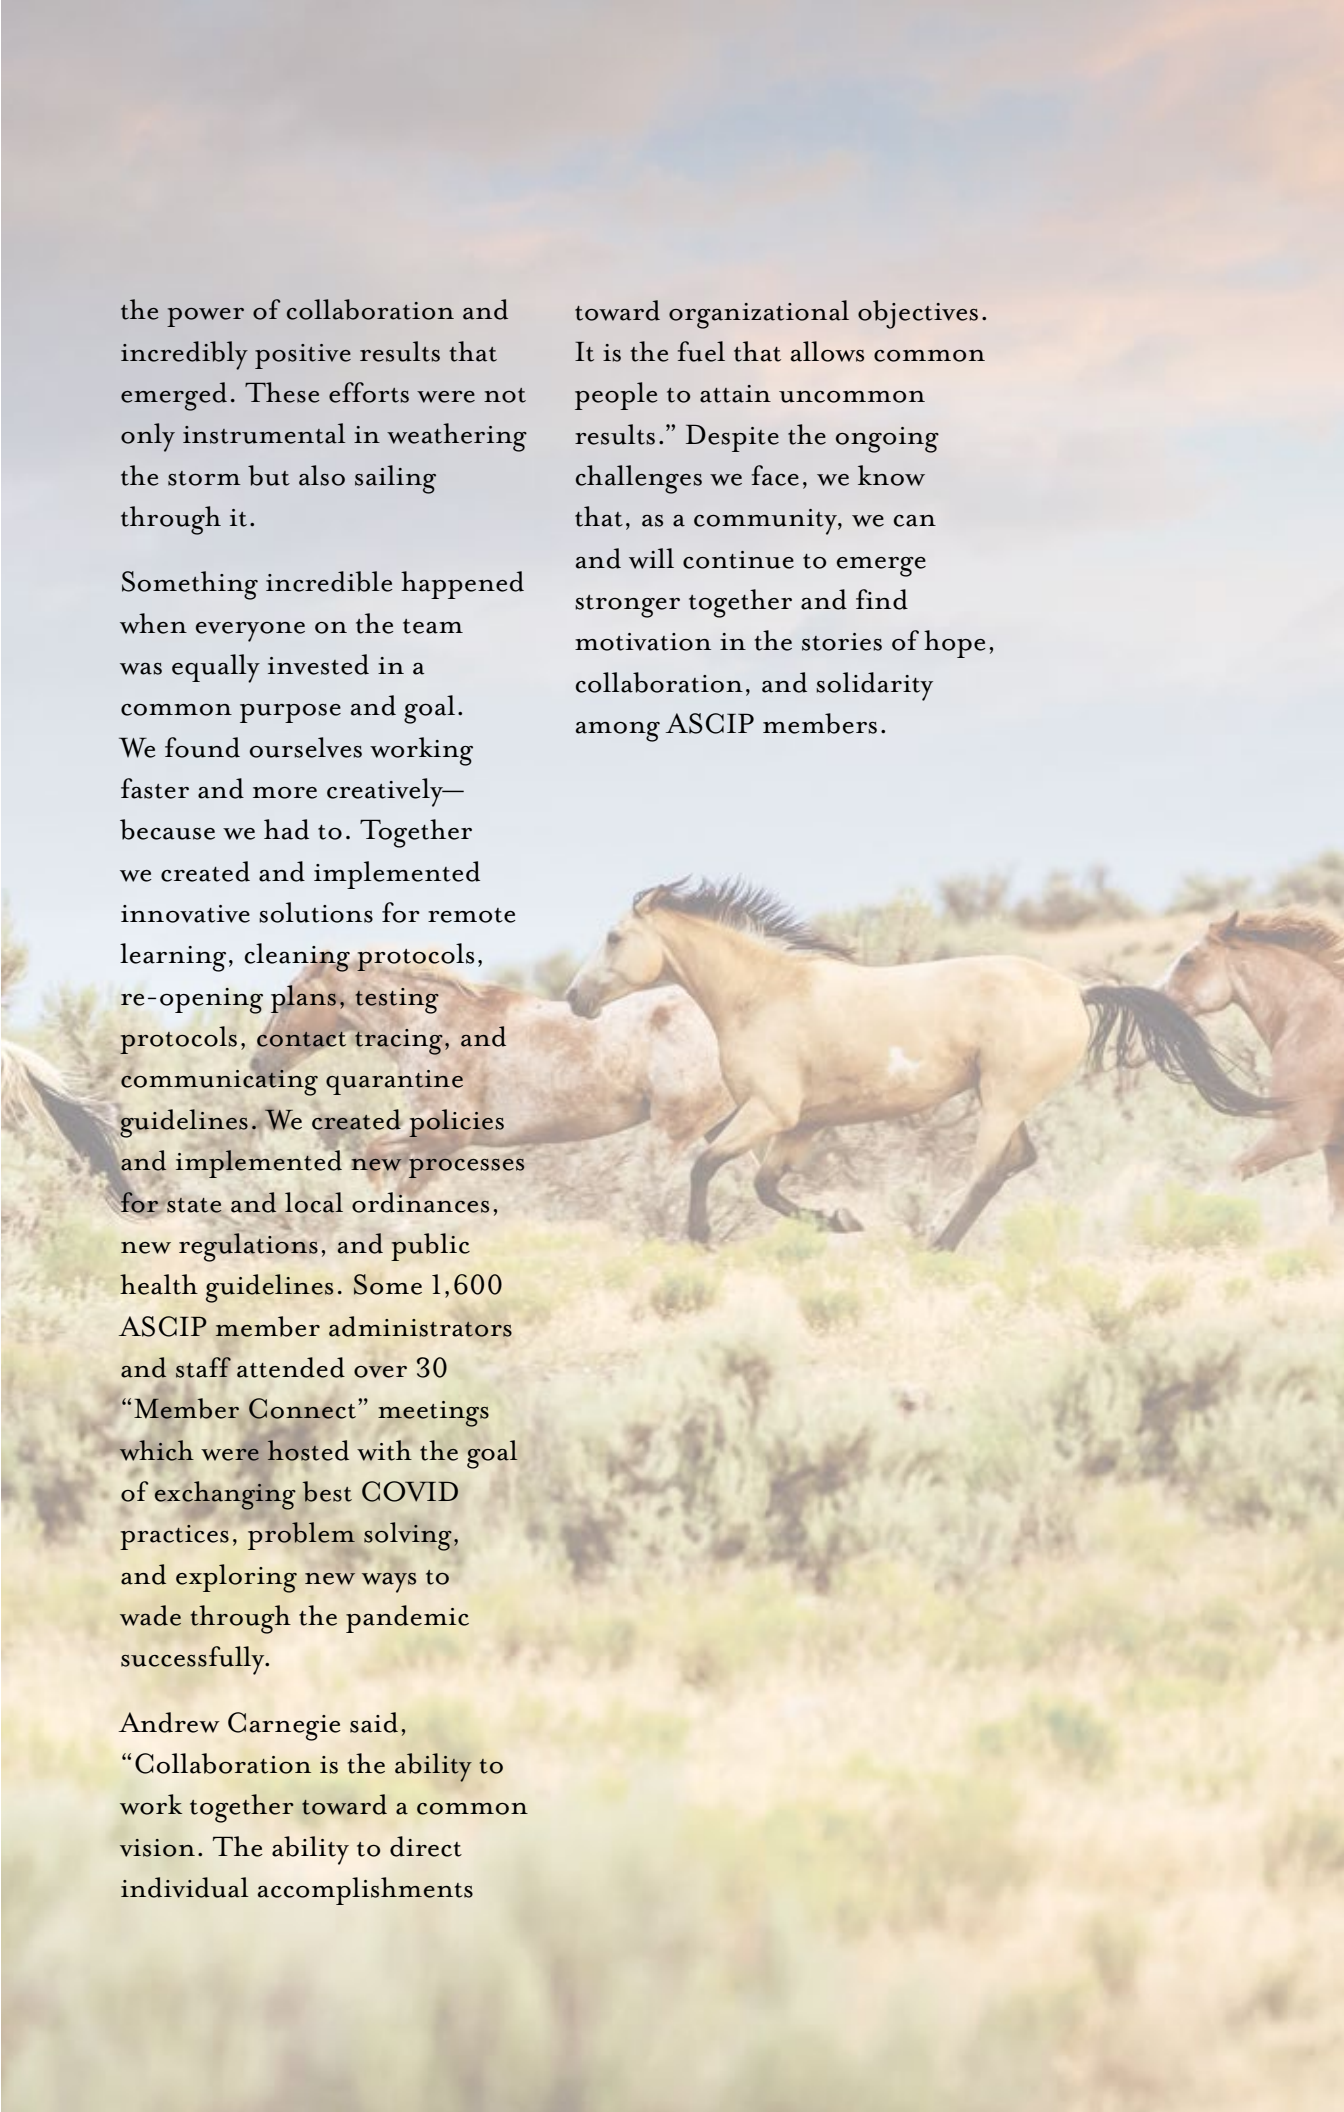 the power of collaboration and
incredibly positive results that
emerged. These efforts were not
only instrumental in weathering
the storm but also sailing
through it.
Something incredible happened
when everyone on the team
was equally invested in a
common purpose and goal.
We found ourselves working
faster and more creatively—
because we had to. Together
we created and implemented
innovative solutions for remote
learning, cleaning protocols,
re-opening plans, testing
protocols, contact tracing, and
communicating quarantine
guidelines. We created policies
and implemented new processes
for state and local ordinances,
new regulations, and public
health guidelines. Some 1,600
ASCIP member administrators
and staff attended over 30
“Member Connect” meetings
which were hosted with the goal
of exchanging best COVID
practices, problem solving,
and exploring new ways to
wade through the pandemic
successfully.
Andrew Carnegie said,
“Collaboration is the ability to
work together toward a common
vision. The ability to direct
individual accomplishments
toward organizational objectives.
It is the fuel that allows common
people to attain uncommon
results.” Despite the ongoing
challenges we face, we know
that, as a community, we can
and will continue to emerge
stronger together and find
motivation in the stories of hope,
collaboration, and solidarity
among ASCIP members.